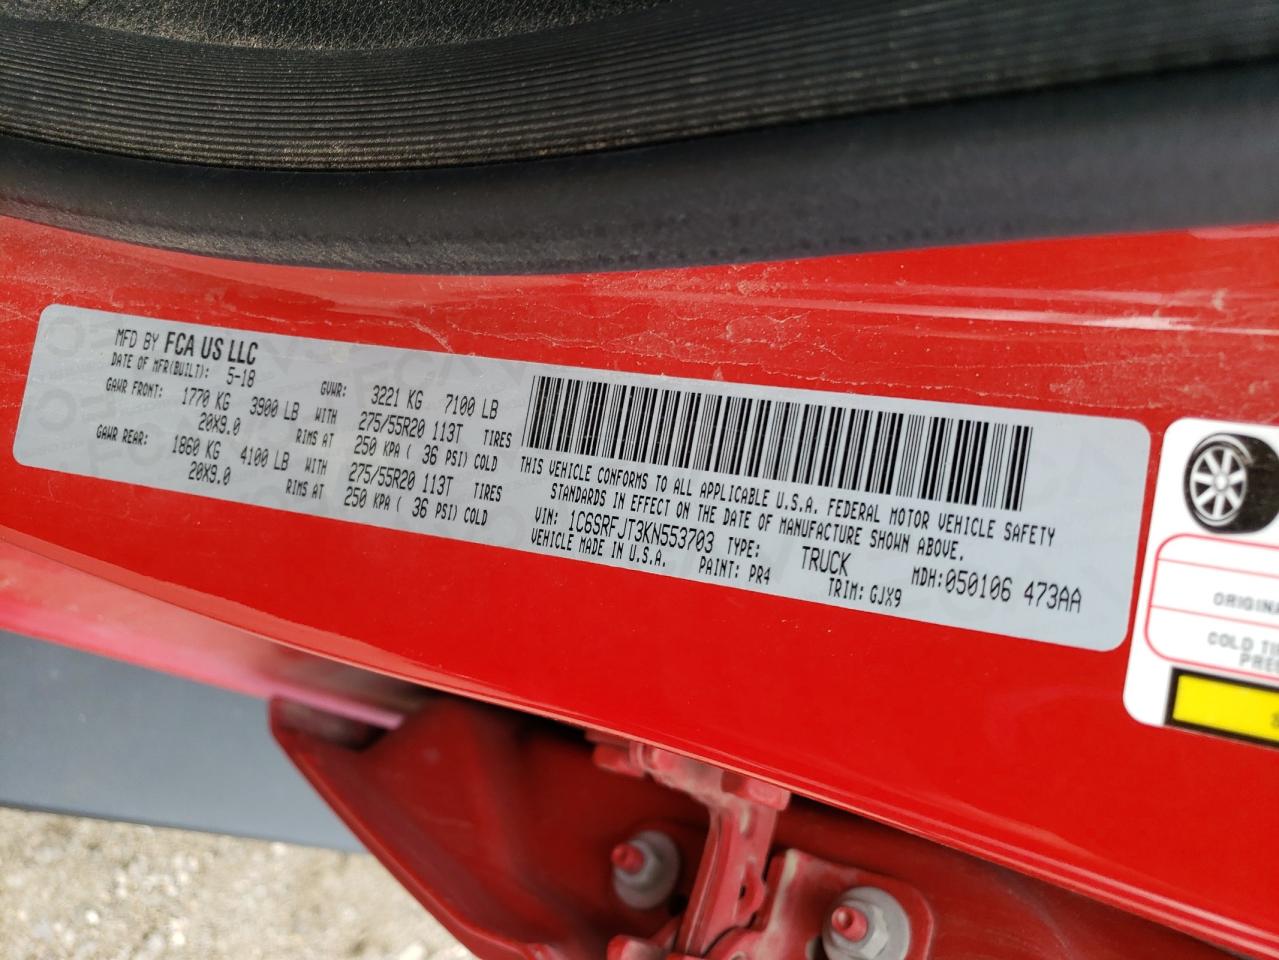 MFD BY FCA US LLC
DATE OF MFR(BUILT): 5-18 GVWR: 3221 KG 7100 LB
GAWR FRONT: 1770 KG 3900 LB WITH 275/55R20 113T TIRES
20X9.0 RIMS AT 250 KPA ( 36 PSI) COLD
GAWR REAR: 1860 KG 4100 LB WITH 275/55R20 113T TIRES
20X9.0 RIMS AT 250 KPA ( 36 PSI) COLD
THIS VEHICLE CONFORMS TO ALL APPLICABLE U.S.A. FEDERAL MOTOR VEHICLE SAFETY
STANDARDS IN EFFECT ON THE DATE OF MANUFACTURE SHOWN ABOVE.
VIN: 1C6SRFJT3KN553703 TYPE: TRUCK MDH:050106 473AA
VEHICLE MADE IN U.S.A. PAINT: PR4 TRIM: GJX9
COLD